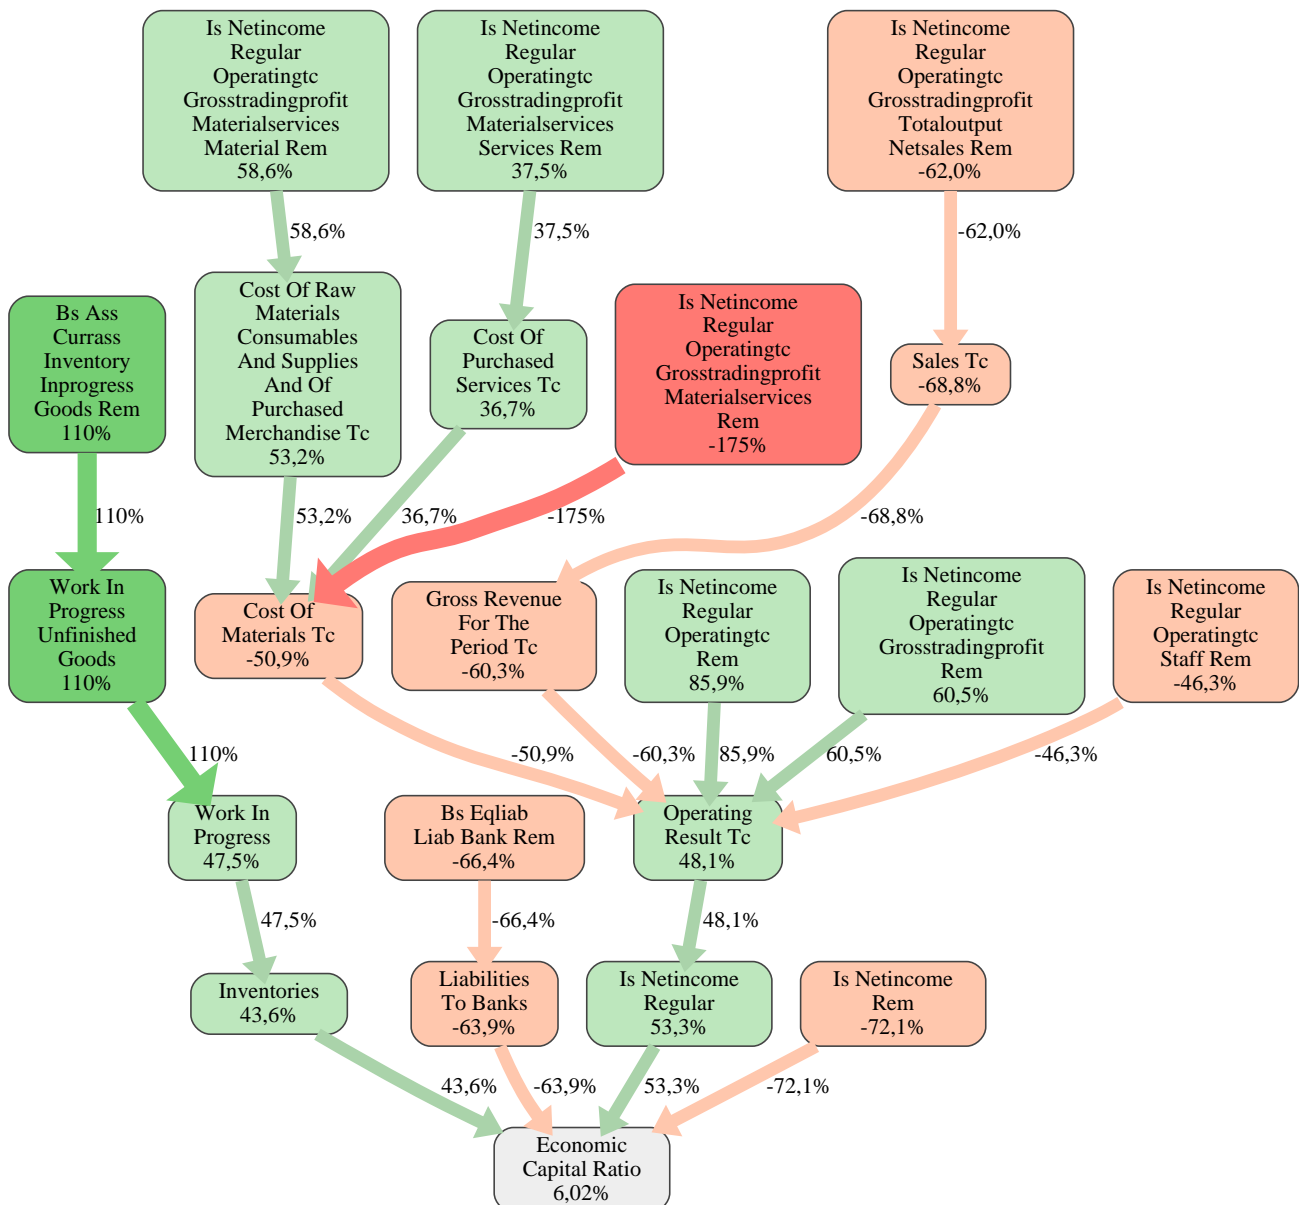 Is Netincome
Regular
Operatingtc
Grosstradingprofit
Materialservices
Material Rem
58,6%
Is Netincome
Regular
Operatingtc
Grosstradingprofit
Materialservices
Services Rem
37,5%
Is Netincome
Regular
Operatingtc
Grosstradingprofit
Totaloutput
Netsales Rem
-62,0%
58,6%
37,5%
-62,0%
Bs Ass
Currass
Inventory
Inprogress
Goods Rem
110%
Cost Of Raw
Materials
Consumables
And Supplies
And Of
Purchased
Merchandise Tc
53,2%
Cost Of
Purchased
Services Tc
36,7%
Is Netincome
Regular
Operatingtc
Grosstradingprofit
Materialservices
Rem
-175%
Sales Tc
-68,8%
110%
53,2%
36,7%
-175%
-68,8%
Work In
Progress
Unfinished
Goods
110%
Cost Of
Materials Tc
-50,9%
Gross Revenue
For The
Period Tc
-60,3%
Is Netincome
Regular
Operatingtc
Rem
85,9%
Is Netincome
Regular
Operatingtc
Grosstradingprofit
Rem
60,5%
Is Netincome
Regular
Operatingtc
Staff Rem
-46,3%
110%
-50,9%
-60,3%
85,9%
60,5%
-46,3%
Work In
Progress
47,5%
Bs Eqliab
Liab Bank Rem
-66,4%
Operating
Result Tc
48,1%
47,5%
-66,4%
48,1%
Inventories
43,6%
Liabilities
To Banks
-63,9%
Is Netincome
Regular
53,3%
Is Netincome
Rem
-72,1%
43,6%
-63,9%
53,3%
-72,1%
Economic
Capital Ratio
6,02%